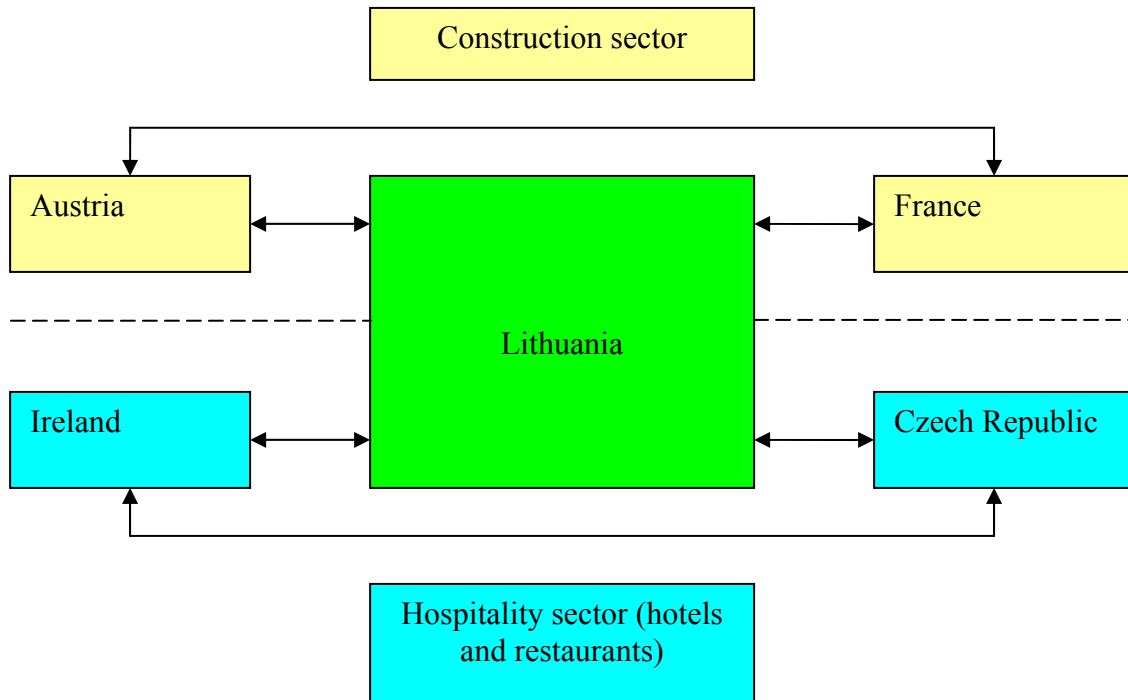 Construction sector
Austria
France
Lithuania
Ireland
Czech Republic
Hospitality sector (hotels
and restaurants)